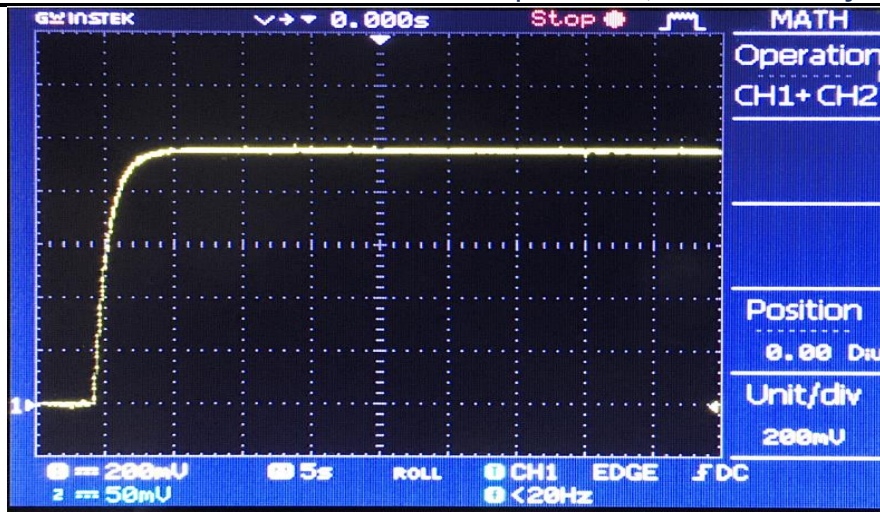 GW INSTEK 0.000s Stop
MATH
Operation
CH1+CH2
Position
0.00 Div
Unit/div
200mV
1
1 200mV M 5s ROLL T CH1 EDGE DC
2 50mV F <20Hz